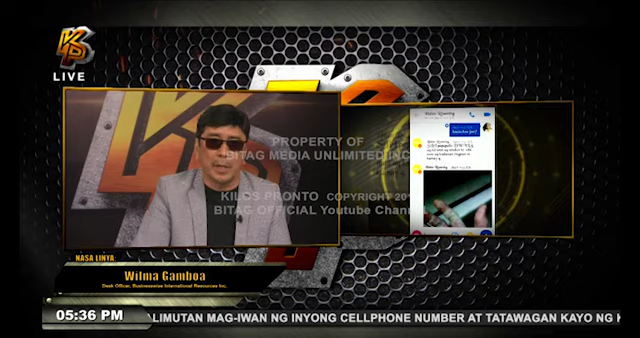 LIVE
PROPERTY OF
BITAG MEDIA UNLIMITED INC
KILOS PRONTO COPYRIGHT 201
BITAG OFFICIAL Youtube Chann
NASA LINYA:
Wilma Gamboa
Desk Officer, Businesswise International Resources Inc.
05:36 PM
ALIMUTAN MAG-IWAN NG INYONG CELLPHONE NUMBER AT TATAWAGAN KAYO NG